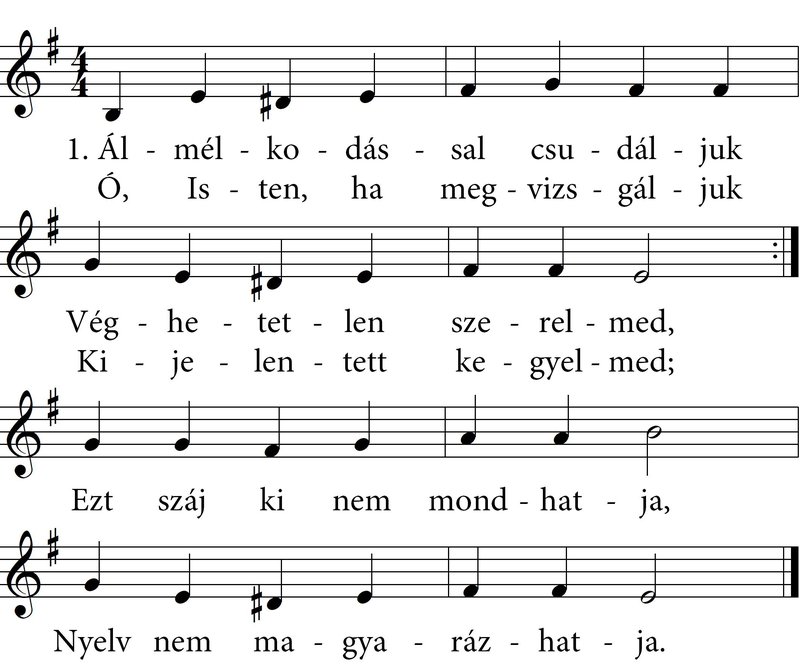 4
4
1. Ál - mél - ko - dás - sal csu - dál - juk
Ó, Is - ten, ha meg - vizs - gál - juk
Vég - he - tet - len sze - rel - med,
Ki - je - len - tett ke - gyel - med;
Ezt száj ki nem mond - hat - ja,
Nyelv nem ma - gya - ráz - hat - ja.